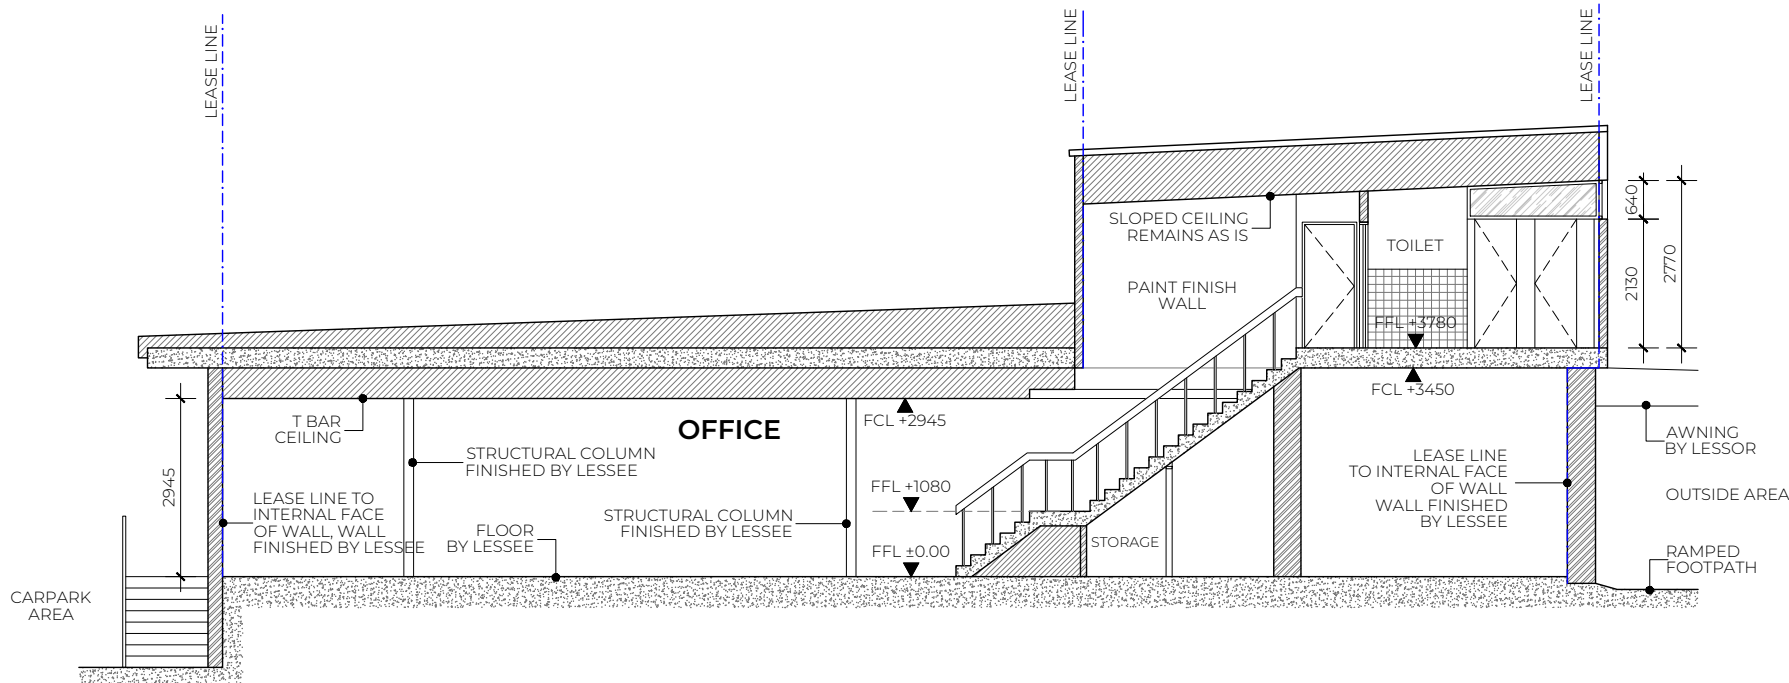 LEASE LINE
LEASE LINE
LEASE LINE
SLOPED CEILING
REMAINS AS IS
TOILET
PAINT FINISH
WALL
640
2130
2770
FFL +3780
FCL +3450
T BAR
CEILING
OFFICE
FCL +2945
STRUCTURAL COLUMN
FINISHED BY LESSEE
2945
LEASE LINE TO
INTERNAL FACE
OF WALL, WALL
FINISHED BY LESSEE
FLOOR
BY LESSEE
STRUCTURAL COLUMN
FINISHED BY LESSEE
FFL +1080
FFL ±0.00
STORAGE
LEASE LINE
TO INTERNAL FACE
OF WALL
WALL FINISHED
BY LESSEE
AWNING
BY LESSOR
OUTSIDE AREA
RAMPED
FOOTPATH
CARPARK
AREA